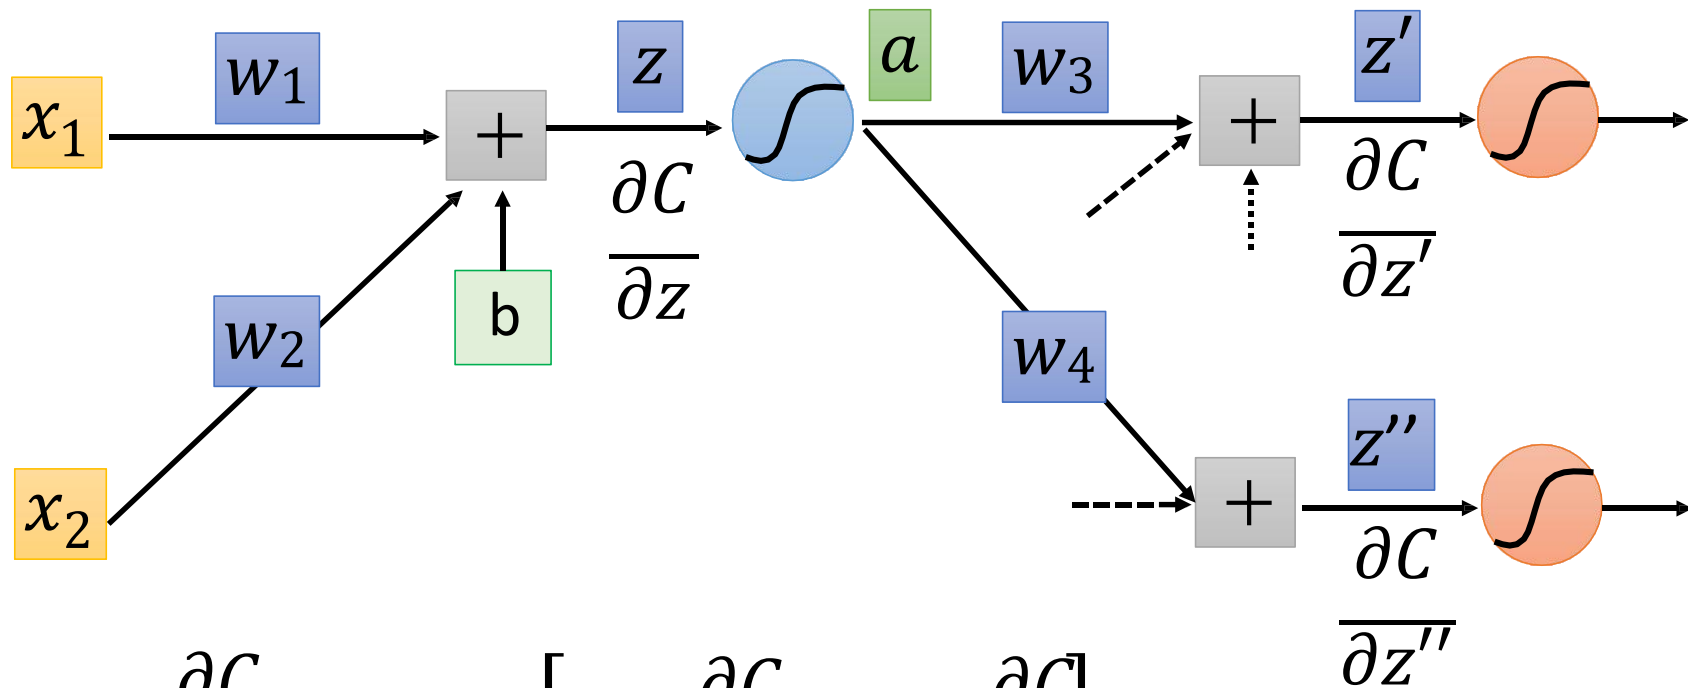 x₁ w₁ + z a w₃ + z′
∂C/∂z ∂C/∂z′
b
x₂ w₂ w₄ + z″
∂C/∂z″
∂C [ ∂C ∂C ]